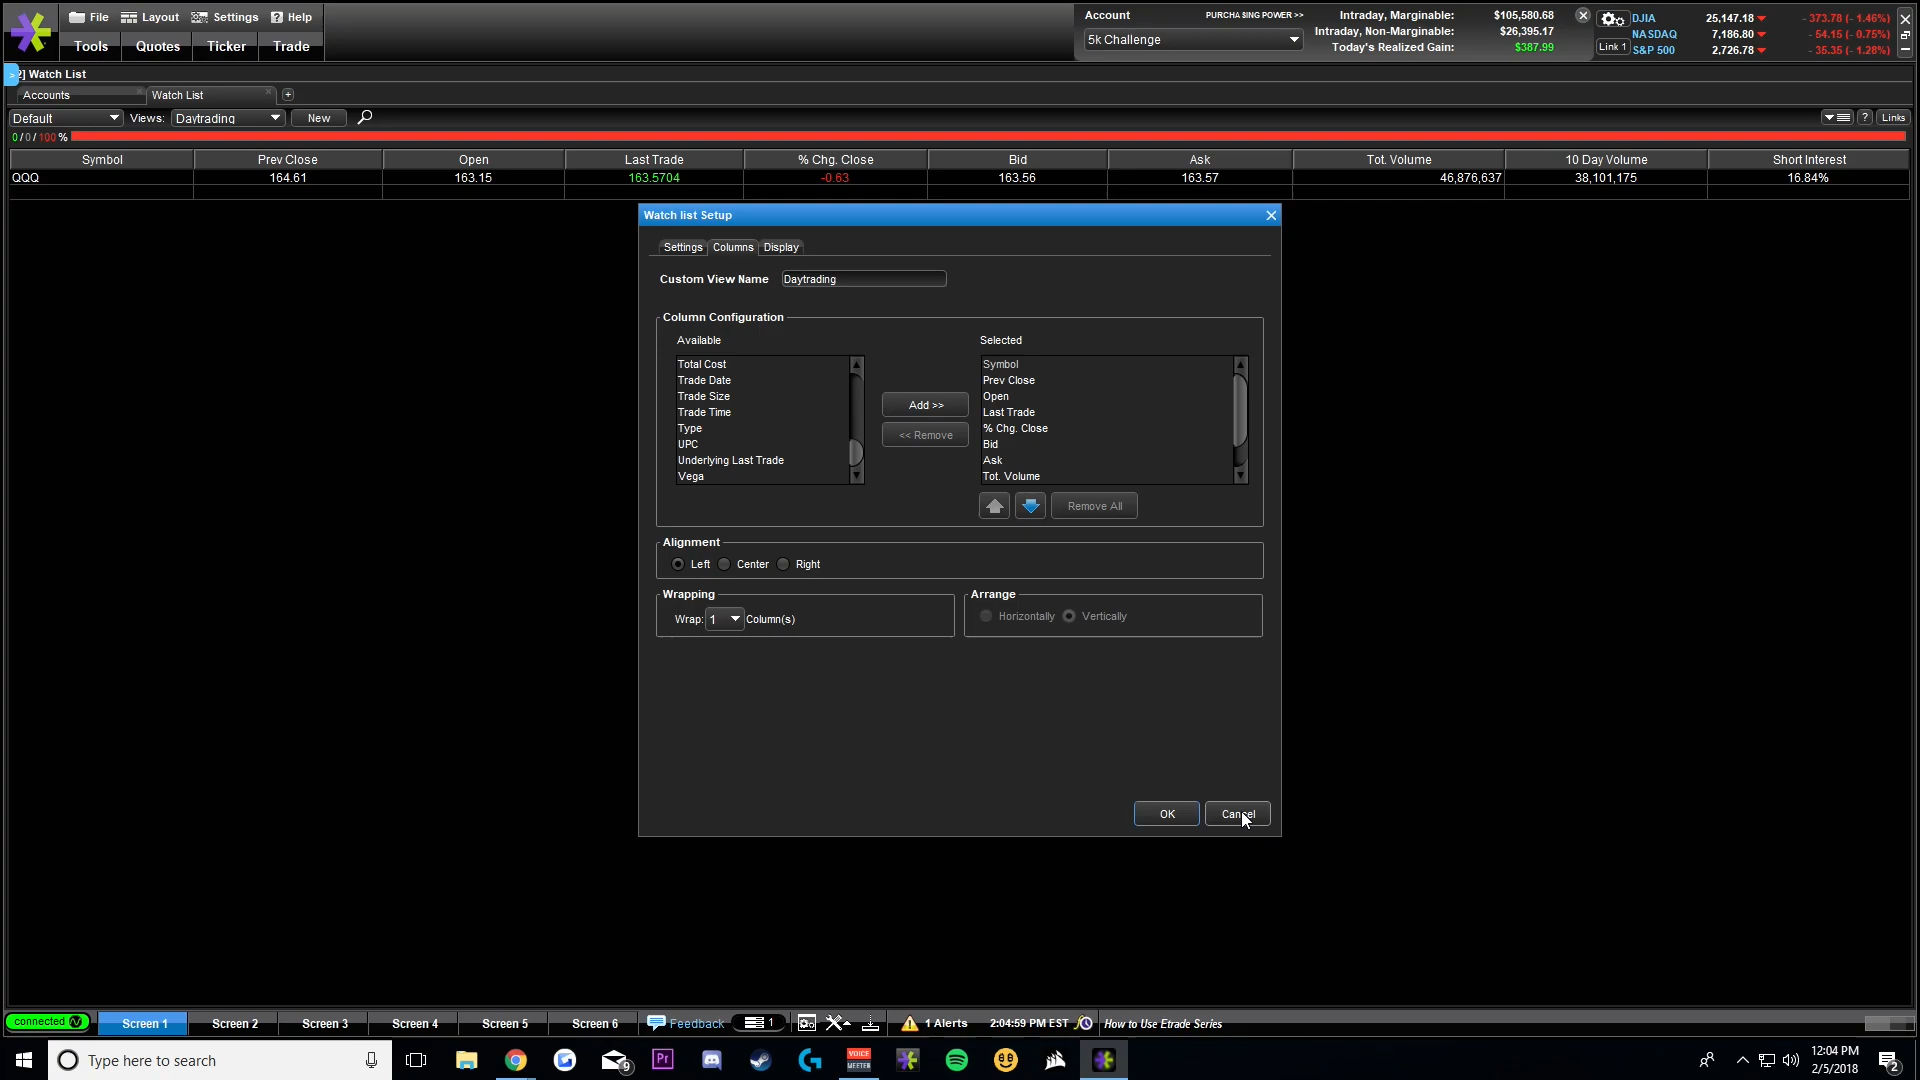 File Layout Settings ? Help
Tools Quotes Ticker Trade
Account PURCHASING POWER >>
5k Challenge
Intraday, Marginable: $105,580.68
Intraday, Non-Marginable: $26,395.17
Today's Realized Gain: $387.99
Link 1
DJIA 25,147.18 - 373.78 (- 1.46%)
NASDAQ 7,186.80 - 54.15 (- 0.75%)
S&P 500 2,726.78 - 35.35 (- 1.28%)
> 2] Watch List
Accounts Watch List +
Default Views: Daytrading New ? Links
0 / 0 / 100 %
Symbol Prev Close Open Last Trade % Chg. Close Bid Ask Tot. Volume 10 Day Volume Short Interest
QQQ 164.61 163.15 163.5704 -0.63 163.56 163.57 46,876,637 38,101,175 16.84%
Watch list Setup
Settings Columns Display
Custom View Name Daytrading
Column Configuration
Available
Total Cost
Trade Date
Trade Size
Trade Time
Type
UPC
Underlying Last Trade
Vega
Add >>
<< Remove
Selected
Symbol
Prev Close
Open
Last Trade
% Chg. Close
Bid
Ask
Tot. Volume
Remove All
Alignment
Left Center Right
Wrapping
Wrap: 1 Column(s)
Arrange
Horizontally Vertically
OK Cancel
connected Screen 1 Screen 2 Screen 3 Screen 4 Screen 5 Screen 6 Feedback 1 1 Alerts 2:04:59 PM EST How to Use Etrade Series
Type here to search
9
Pr
VOICE
MEETER
12:04 PM
2/5/2018
2